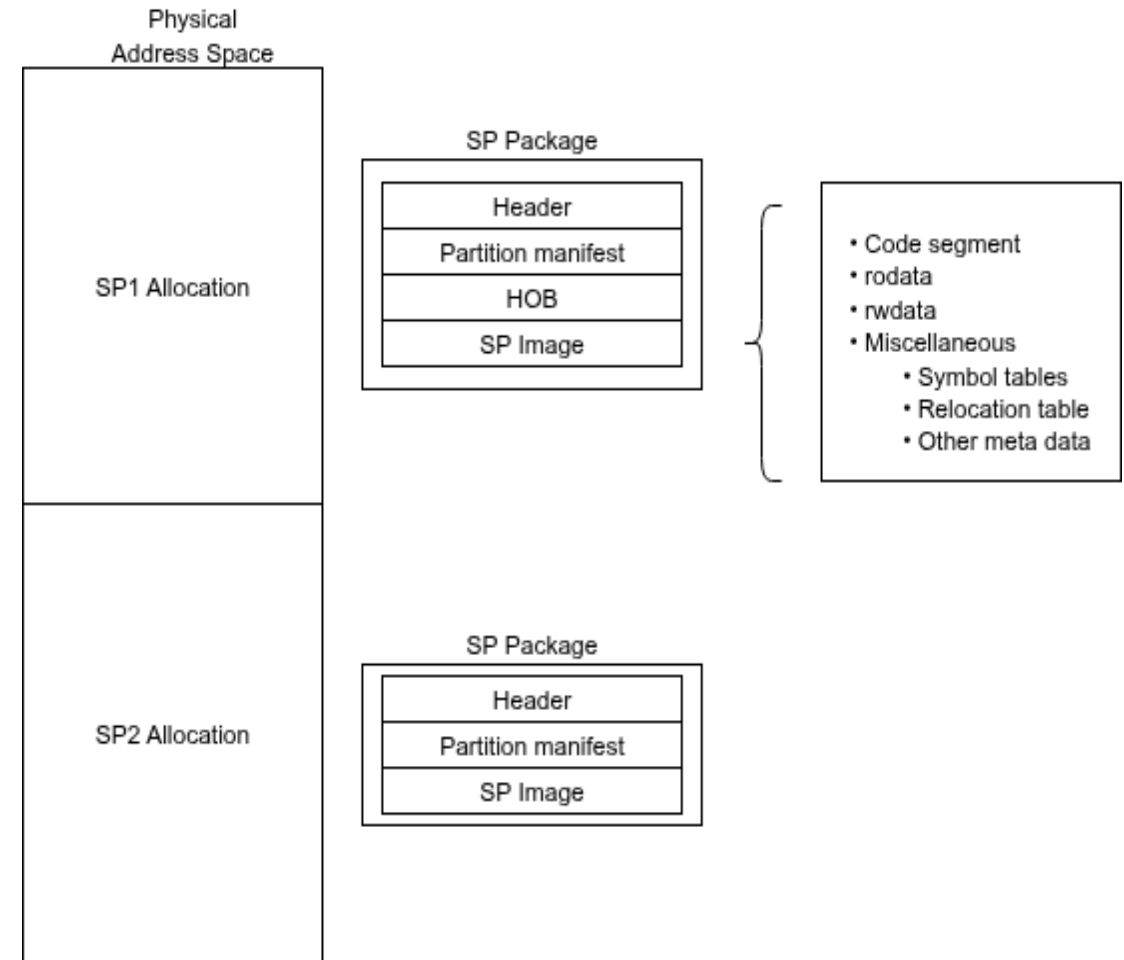 Physical
Address Space
SP1 Allocation
SP Package
Header
Partition manifest
HOB
SP Image
• Code segment
• rodata
• rwdata
• Miscellaneous
• Symbol tables
• Relocation table
• Other meta data
SP2 Allocation
SP Package
Header
Partition manifest
SP Image